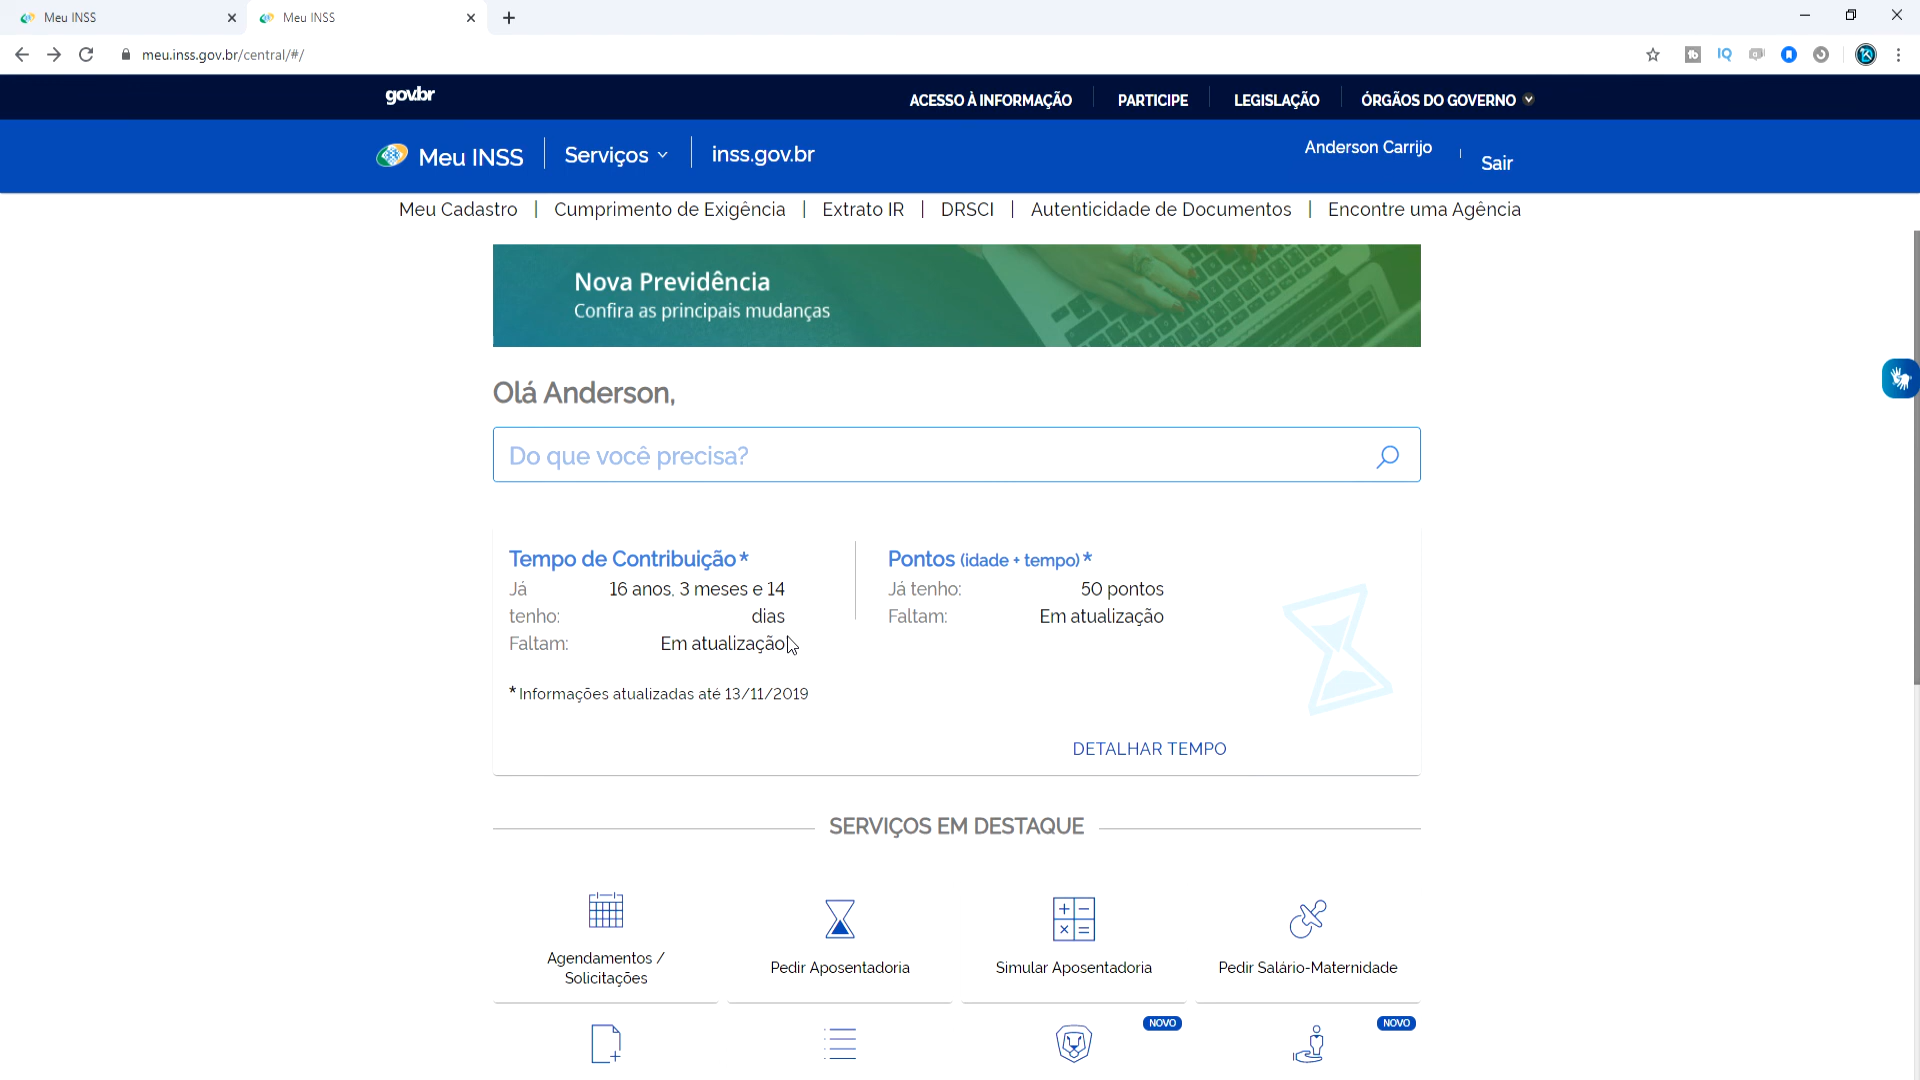 Meu INSS
Meu INSS
meu.inss.gov.br/central/#/
IQ
gov.br
ACESSO À INFORMAÇÃO
PARTICIPE
LEGISLAÇÃO
ÓRGÃOS DO GOVERNO
Meu INSS
Serviços
inss.gov.br
Anderson Carrijo
Sair
Meu Cadastro | Cumprimento de Exigência | Extrato IR | DRSCI | Autenticidade de Documentos | Encontre uma Agência
Nova Previdência
Confira as principais mudanças
Olá Anderson,
Do que você precisa?
Tempo de Contribuição*
Já tenho: 16 anos, 3 meses e 14 dias
Faltam: Em atualização
Pontos (idade + tempo)*
Já tenho: 50 pontos
Faltam: Em atualização
*Informações atualizadas até 13/11/2019
DETALHAR TEMPO
SERVIÇOS EM DESTAQUE
Agendamentos /
Solicitações
Pedir Aposentadoria
Simular Aposentadoria
Pedir Salário-Maternidade
NOVO
NOVO